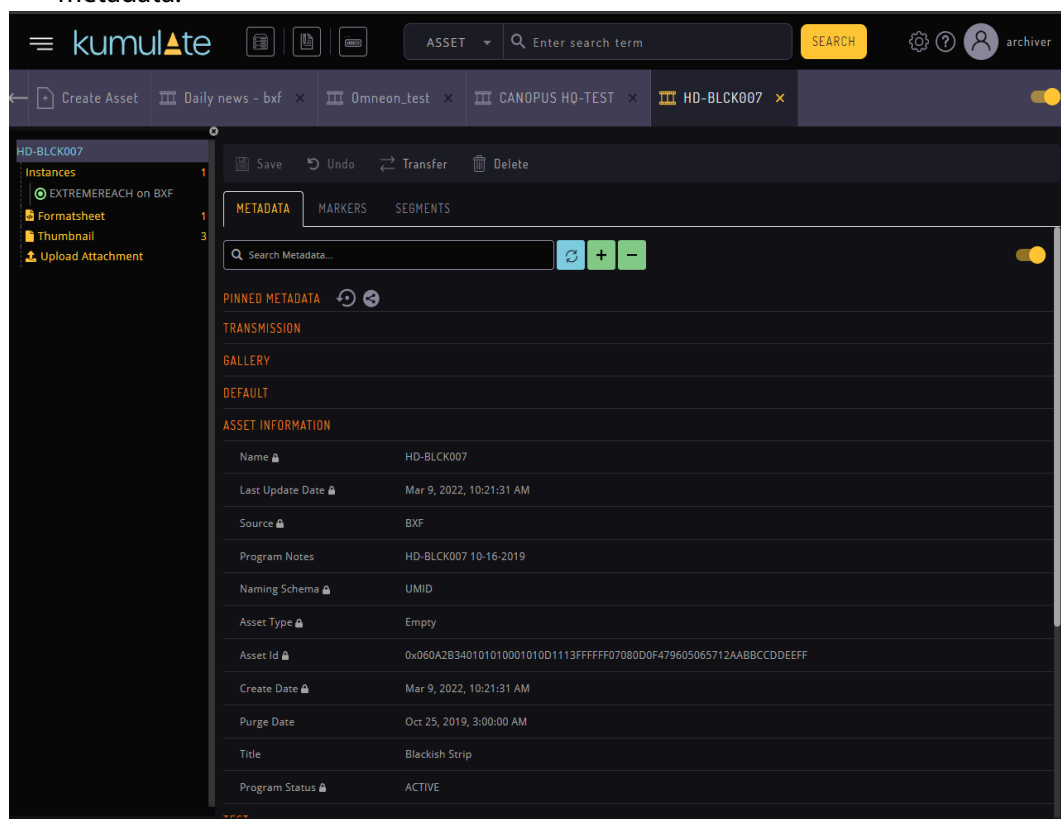 metadata.
kumulate
ASSET
Enter search term
SEARCH
archiver
Create Asset
Daily news - bxf
Omneon_test
CANOPUS HQ-TEST
HD-BLCK007
HD-BLCK007
Instances 1
EXTREMEREACH on BXF
Formatsheet 1
Thumbnail 3
Upload Attachment
Save Undo Transfer Delete
METADATA MARKERS SEGMENTS
Search Metadata...
PINNED METADATA
TRANSMISSION
GALLERY
DEFAULT
ASSET INFORMATION
Name HD-BLCK007
Last Update Date Mar 9, 2022, 10:21:31 AM
Source BXF
Program Notes HD-BLCK007 10-16-2019
Naming Schema UMID
Asset Type Empty
Asset Id 0x060A2B340101010001010D1113FFFFFF07080D0F479605065712AABBCCDDEEFF
Create Date Mar 9, 2022, 10:21:31 AM
Purge Date Oct 25, 2019, 3:00:00 AM
Title Blackish Strip
Program Status ACTIVE
TEST